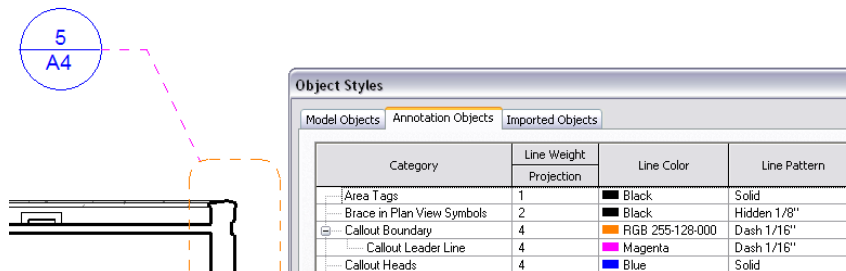 5
A4
Object Styles
Model Objects Annotation Objects Imported Objects
Category Line Weight Line Color Line Pattern
Projection
Area Tags 1 Black Solid
Brace in Plan View Symbols 2 Black Hidden 1/8"
Callout Boundary 4 RGB 255-128-000 Dash 1/16"
Callout Leader Line 4 Magenta Dash 1/16"
Callout Heads 4 Blue Solid